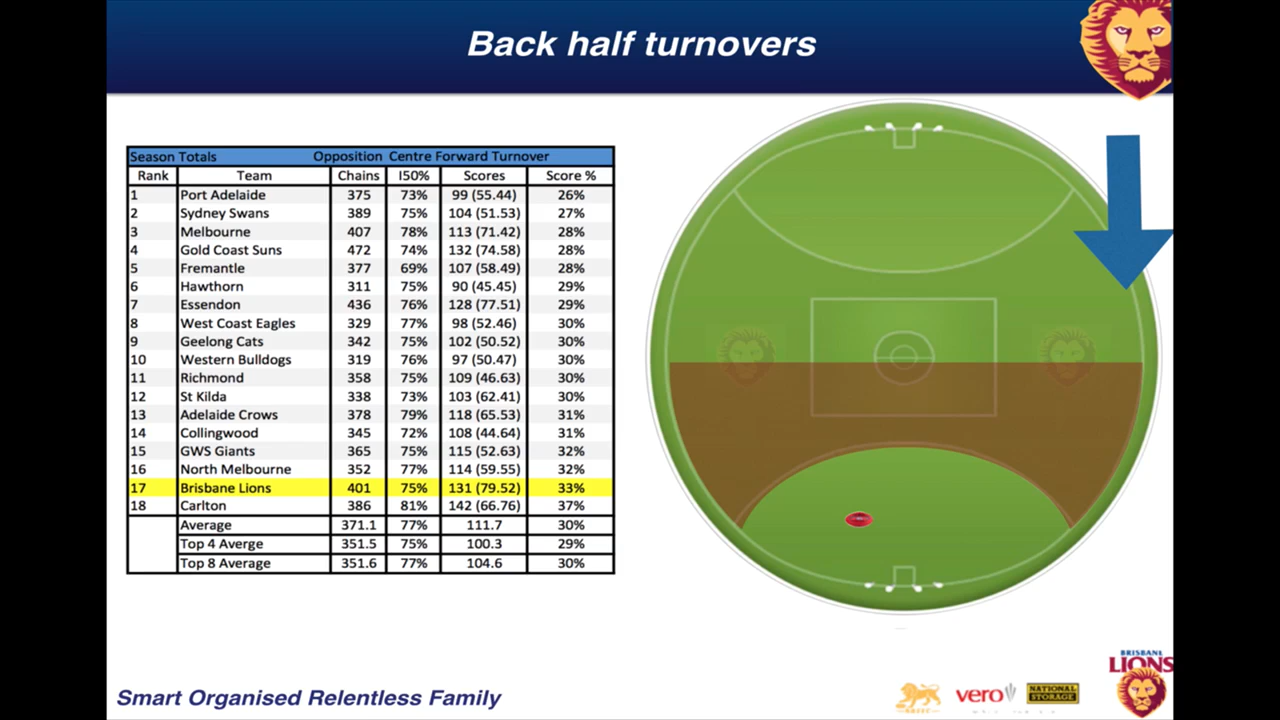 Back half turnovers
Season Totals Opposition Centre Forward Turnover
Rank Team Chains I50% Scores Score %
1 Port Adelaide 375 73% 99 (55.44) 26%
2 Sydney Swans 389 75% 104 (51.53) 27%
3 Melbourne 407 78% 113 (71.42) 28%
4 Gold Coast Suns 472 74% 132 (74.58) 28%
5 Fremantle 377 69% 107 (58.49) 28%
6 Hawthorn 311 75% 90 (45.45) 29%
7 Essendon 436 76% 128 (77.51) 29%
8 West Coast Eagles 329 77% 98 (52.46) 30%
9 Geelong Cats 342 75% 102 (50.52) 30%
10 Western Bulldogs 319 76% 97 (50.47) 30%
11 Richmond 358 75% 109 (46.63) 30%
12 St Kilda 338 73% 103 (62.41) 30%
13 Adelaide Crows 378 79% 118 (65.53) 31%
14 Collingwood 345 72% 108 (44.64) 31%
15 GWS Giants 365 75% 115 (52.63) 32%
16 North Melbourne 352 77% 114 (59.55) 32%
17 Brisbane Lions 401 75% 131 (79.52) 33%
18 Carlton 386 81% 142 (66.76) 37%
Average 371.1 77% 111.7 30%
Top 4 Averge 351.5 75% 100.3 29%
Top 8 Average 351.6 77% 104.6 30%
Smart Organised Relentless Family
vero
NATIONAL
STORAGE
BRISBANE
LIONS